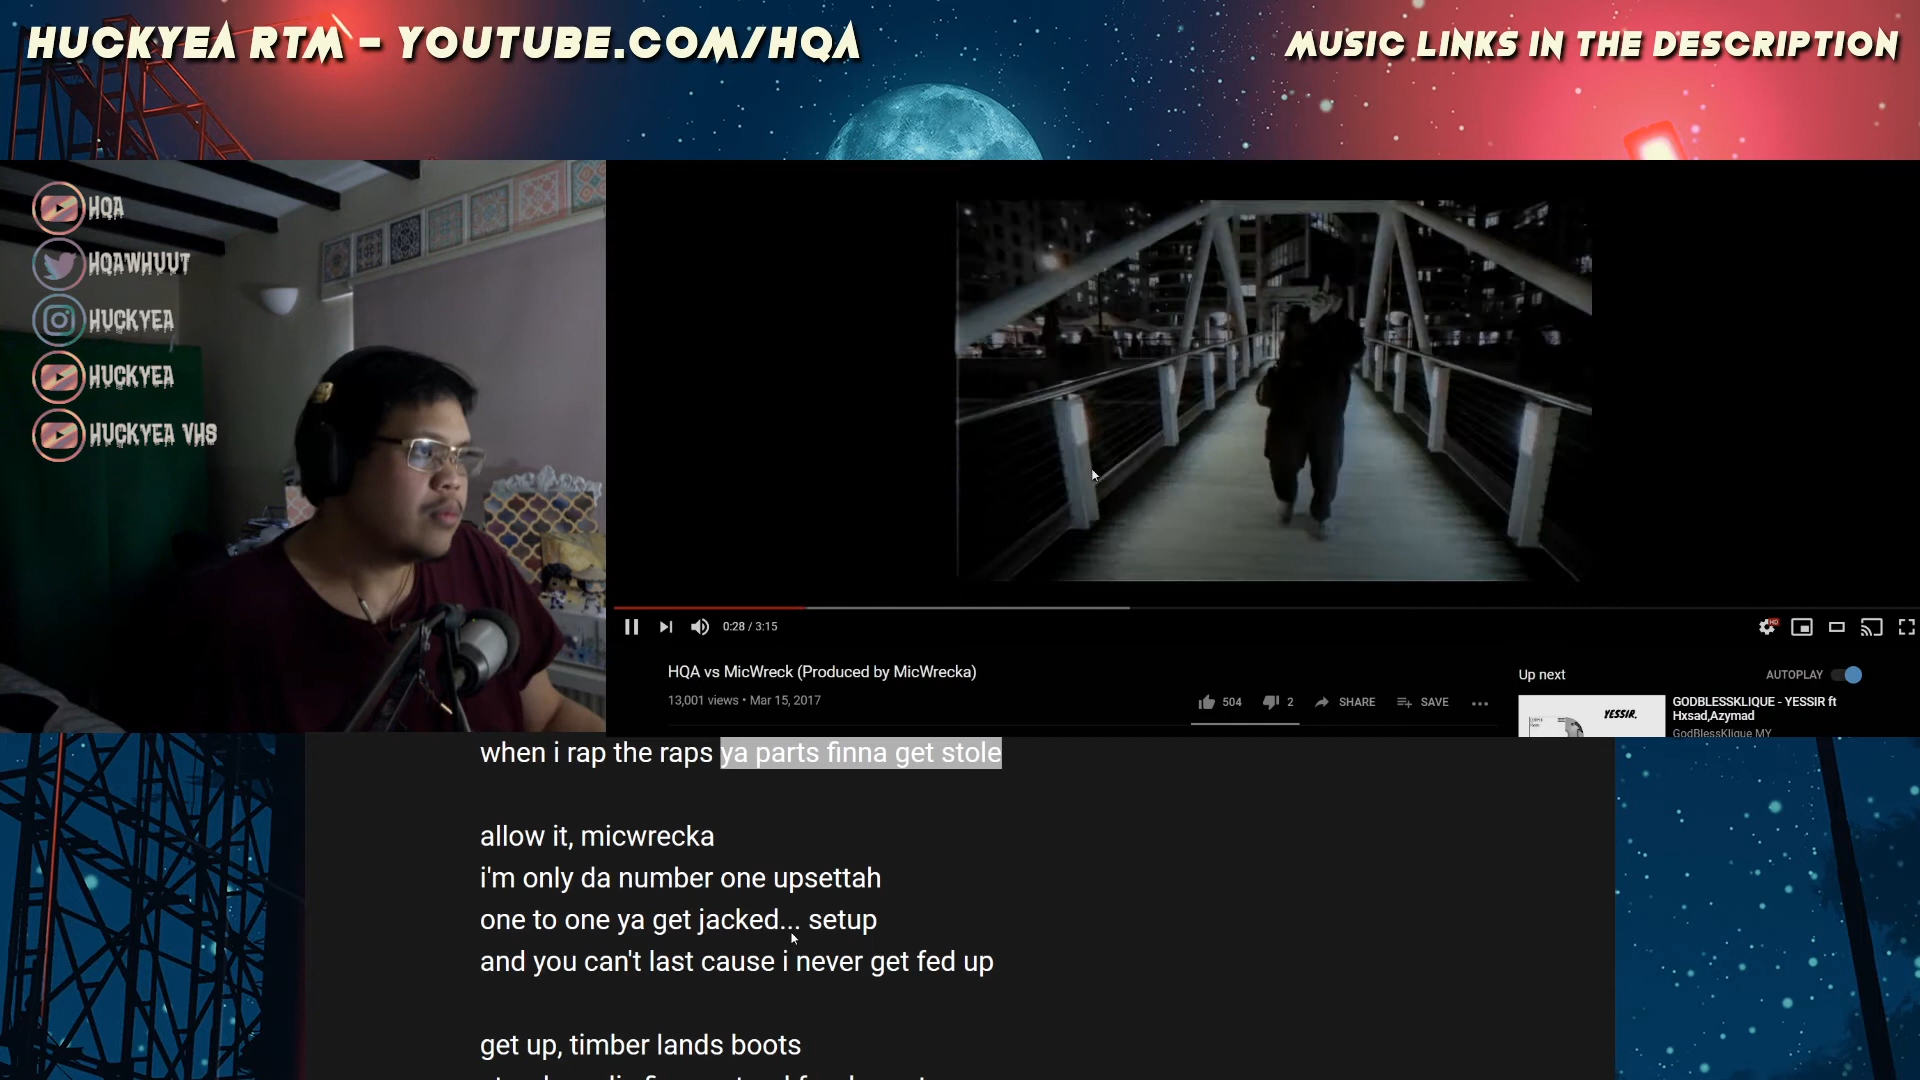 HUCKYEA RTM - YOUTUBE.COM/HQA
MUSIC LINKS IN THE DESCRIPTION
HQA
HQAWHUUT
HUCKYEA
HUCKYEA
HUCKYEA VHS
0:28 / 3:15
HD
HQA vs MicWreck (Produced by MicWrecka)
13,001 views • Mar 15, 2017
504
2
SHARE
SAVE
Up next
AUTOPLAY
YESSIR.
GODBLESSKLIQUE - YESSIR ft
Hxsad,Azymad
GodBlessKlique MY
when i rap the raps ya parts finna get stole
allow it, micwrecka
i'm only da number one upsettah
one to one ya get jacked... setup
and you can't last cause i never get fed up
get up, timber lands boots